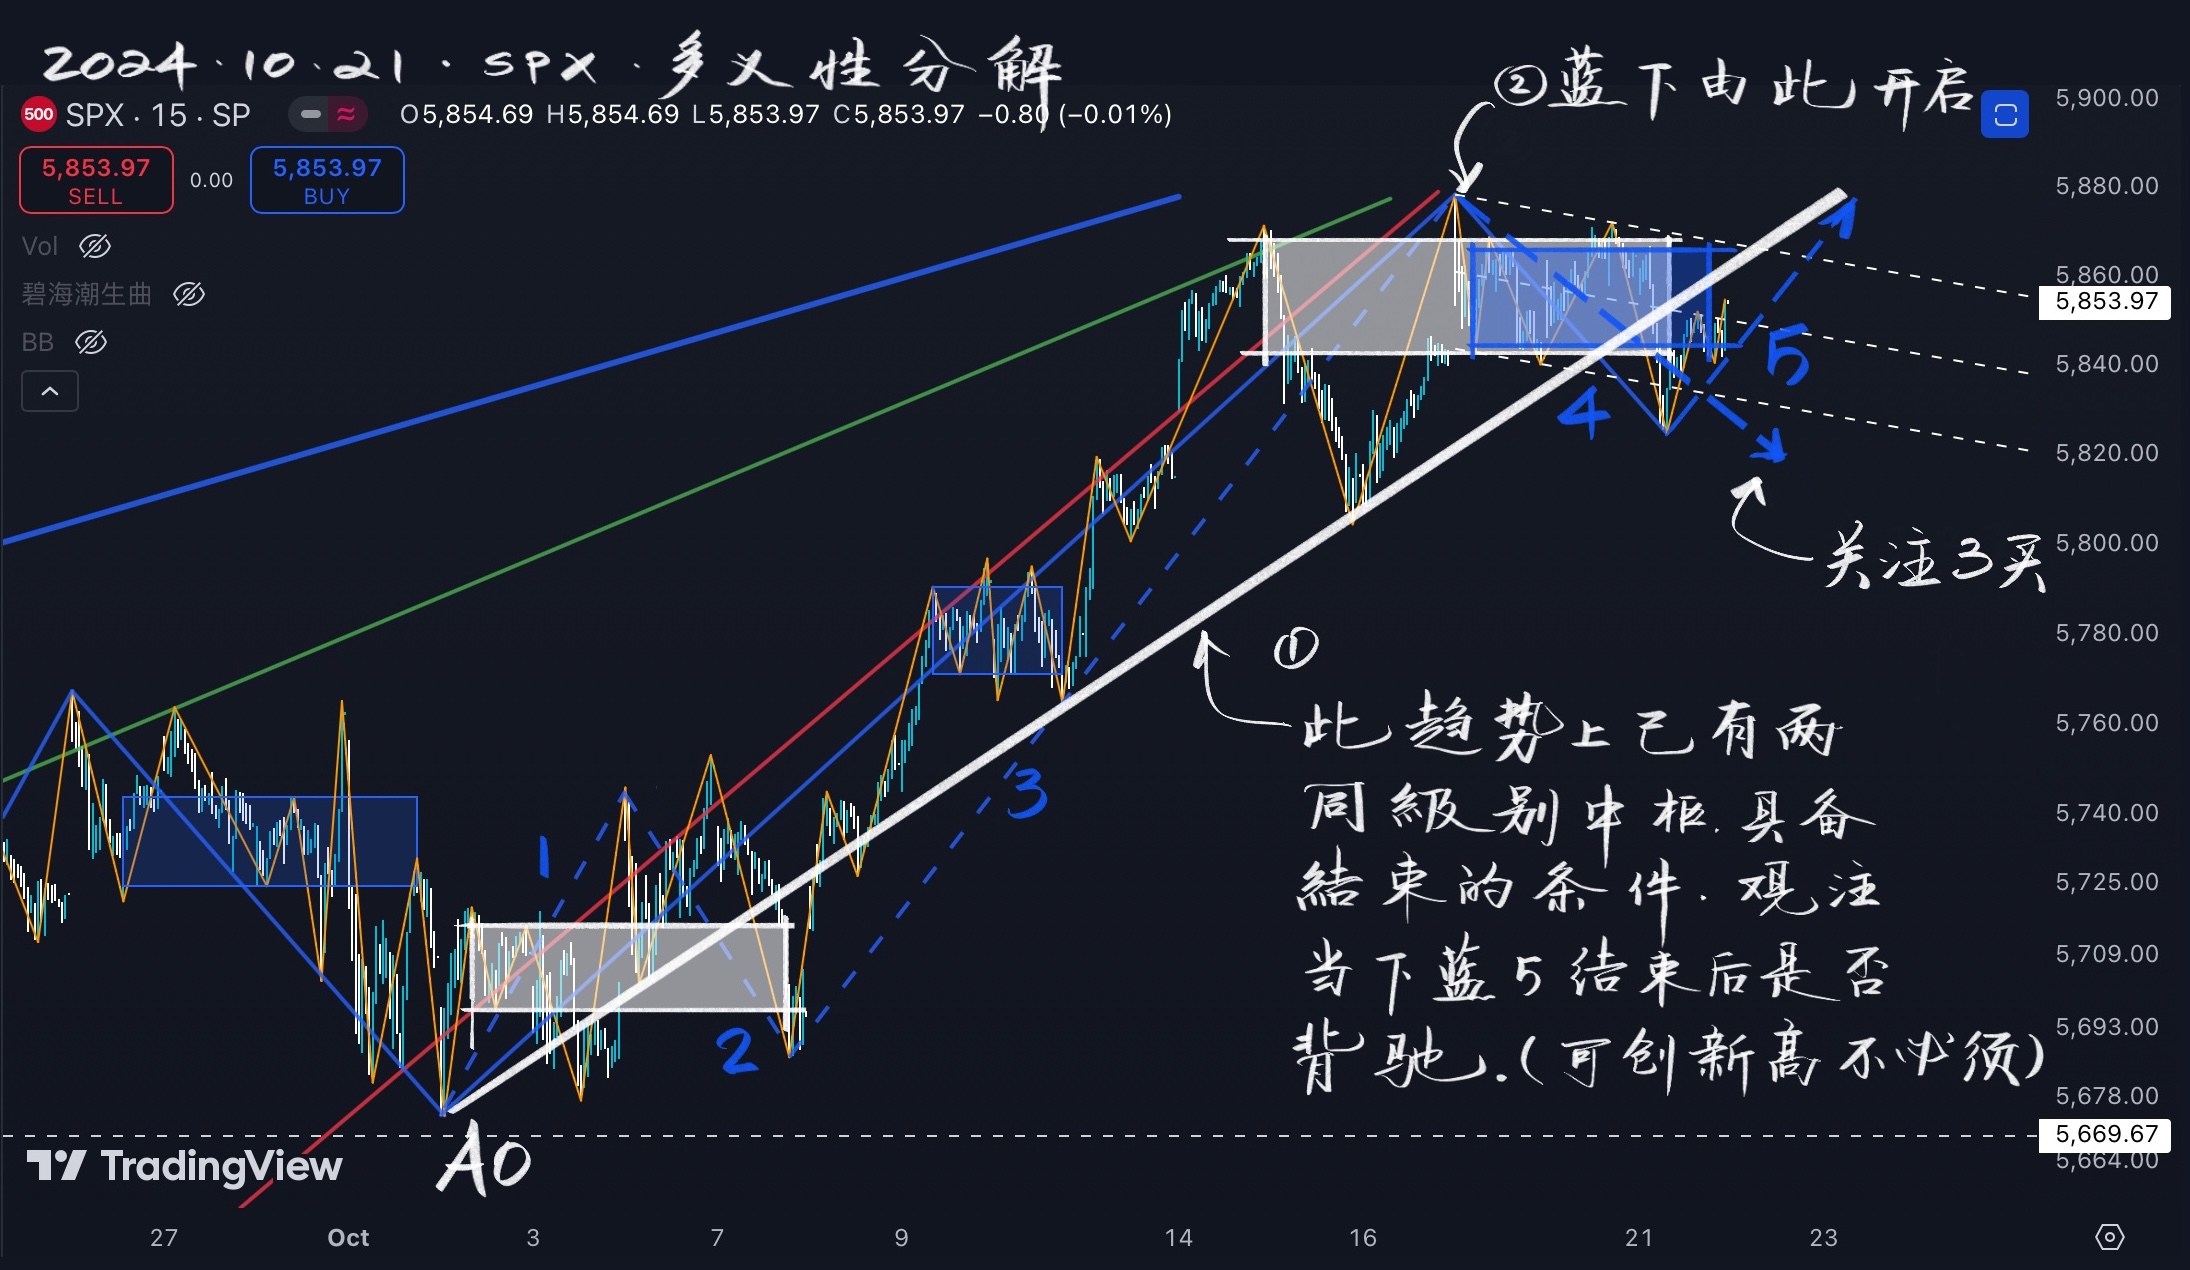 2024·10·21·SPX·多义性分解
②蓝下由此开启
SPX · 15 · SP
O5,854.69 H5,854.69 L5,853.97 C5,853.97 −0.80 (−0.01%)
500
5,853.97
SELL
0.00
5,853.97
BUY
Vol
碧海潮生曲
BB
5,900.00
5,880.00
5,860.00
5,853.97
5,840.00
5,820.00
5,800.00
5,780.00
5,760.00
5,740.00
5,725.00
5,709.00
5,693.00
5,678.00
5,669.67
5,664.00
1
2
3
4
5
关注3买
①
此趋势上已有两
同級别中枢.具备
結束的条件.观注
当下蓝5结束后是否
背驰.(可创新高不必须)
A0
TradingView
27
Oct
3
7
9
14
16
21
23